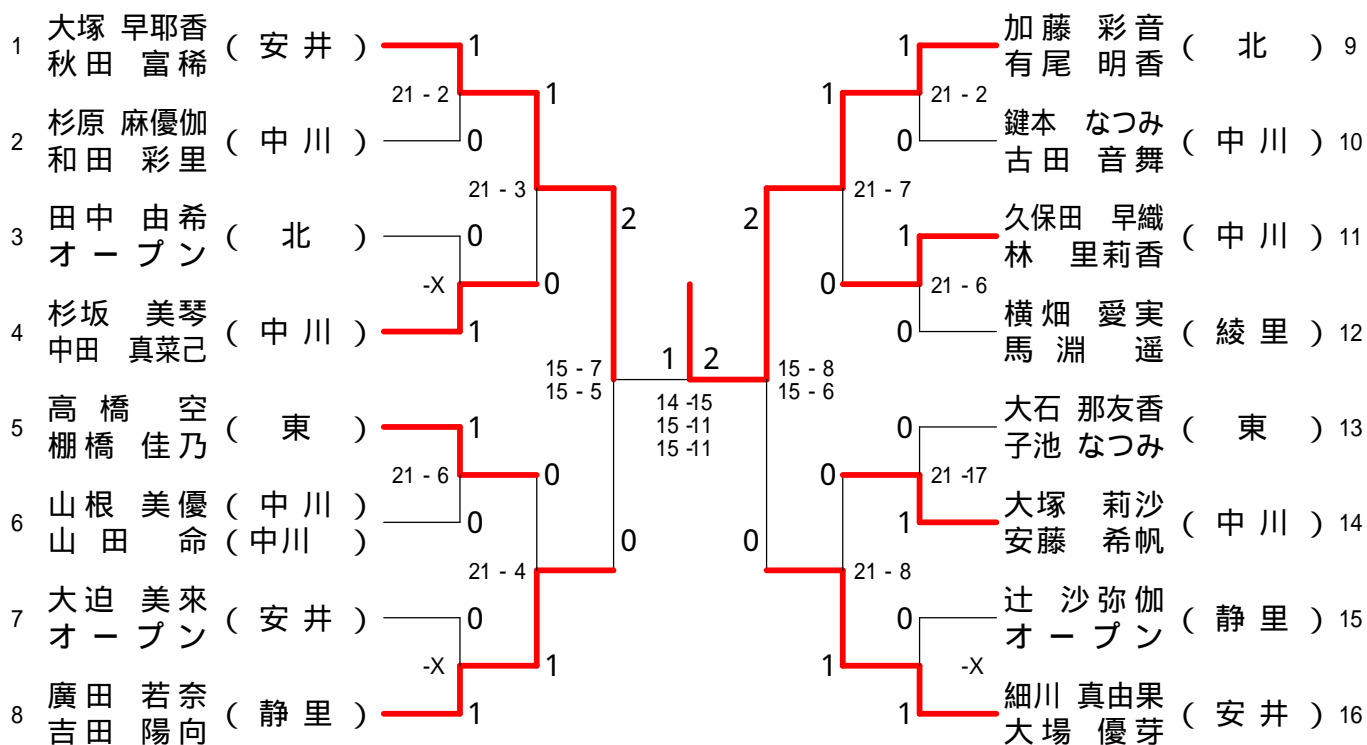 1 大塚 早耶香 秋田 富稀 ( 安井 ) 1
21 - 2
2 杉原 麻優伽 和田 彩里 ( 中川 ) 0
21 - 3
1
3 田中 由希 オープン ( 北 ) 0
-X
0
4 杉坂 美琴 中田 真菜己 ( 中川 ) 1
2
15 - 7
15 - 5
5 高橋 空 棚橋 佳乃 ( 東 ) 1
21 - 6
0
6 山根 美優 ( 中川 ) 山田 命 ( 中川 ) 0
21 - 4
0
7 大迫 美來 オープン ( 安井 ) 0
-X
1
8 廣田 若奈 吉田 陽向 ( 静里 ) 1
1 2
14 -15
15 -11
15 -11
1 加藤 彩音 有尾 明香 ( 北 ) 9
1
21 - 2
0 鍵本 なつみ 古田 音舞 ( 中川 ) 10
21 - 7
2
1 久保田 早織 林 里莉香 ( 中川 ) 11
0
21 - 6
0 横畑 愛実 馬淵 遥 ( 綾里 ) 12
15 - 8
15 - 6
0 大石 那友香 子池 なつみ ( 東 ) 13
0
21 -17
1 大塚 莉沙 安藤 希帆 ( 中川 ) 14
0
21 - 8
0 辻 沙弥伽 オープン ( 静里 ) 15
1
-X
1 細川 真由果 大場 優芽 ( 安井 ) 16